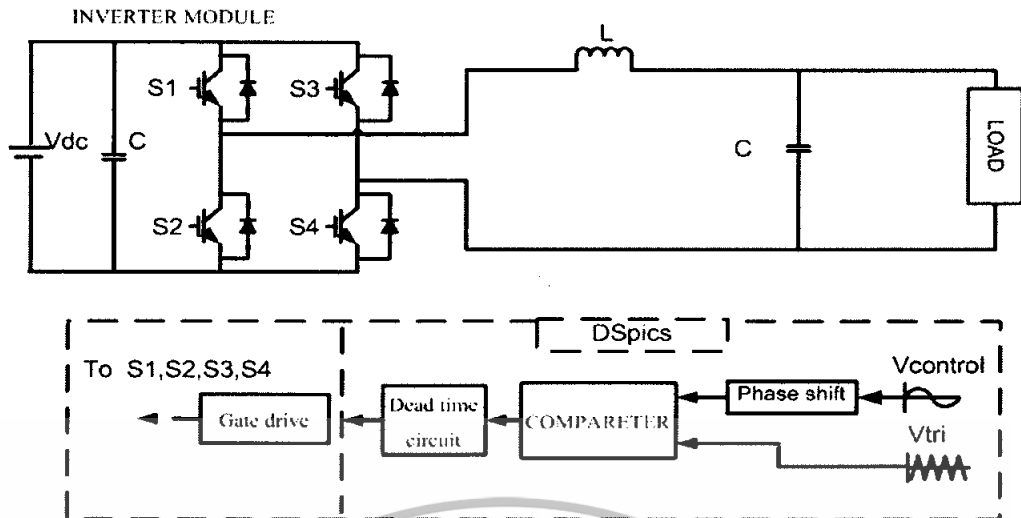 INVERTER MODULE
L
S1
S3
Vdc
C
C
LOAD
S2
S4
DSpics
To S1,S2,S3,S4
Vcontrol
Phase shift
Gate drive
Dead time
circuit
COMPARETER
Vtri